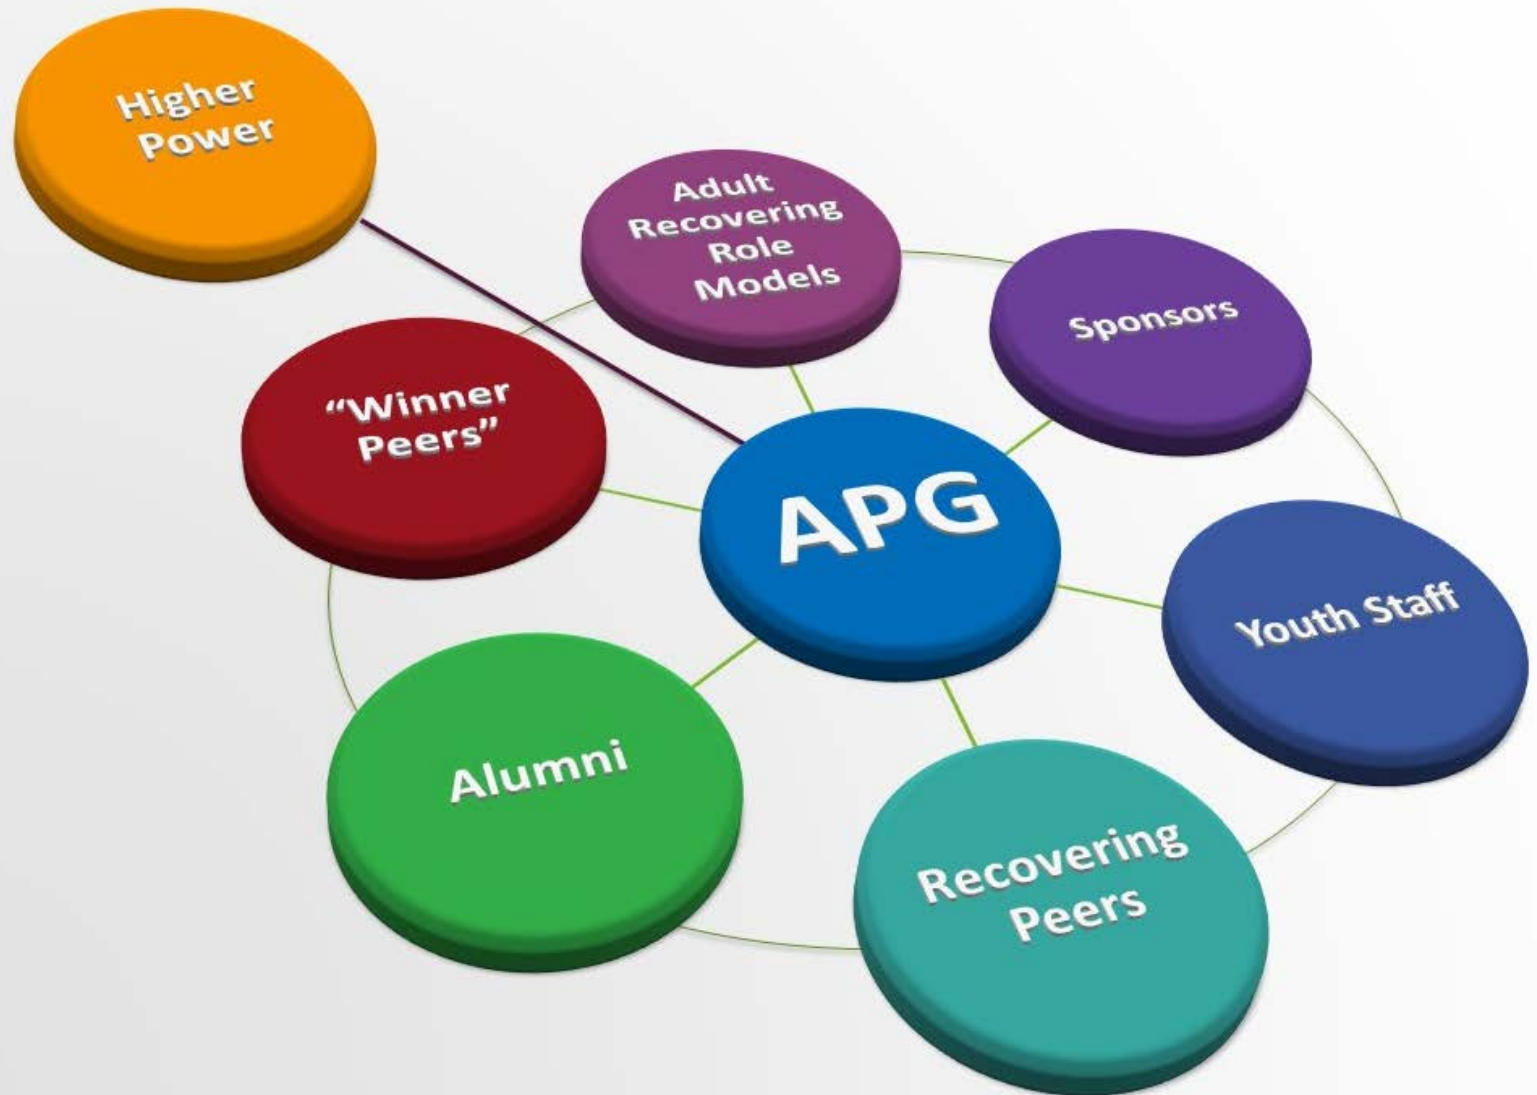 Higher
Power
Adult
Recovering
Role
Models
Sponsors
“Winner
Peers”
APG
Youth Staff
Alumni
Recovering
Peers